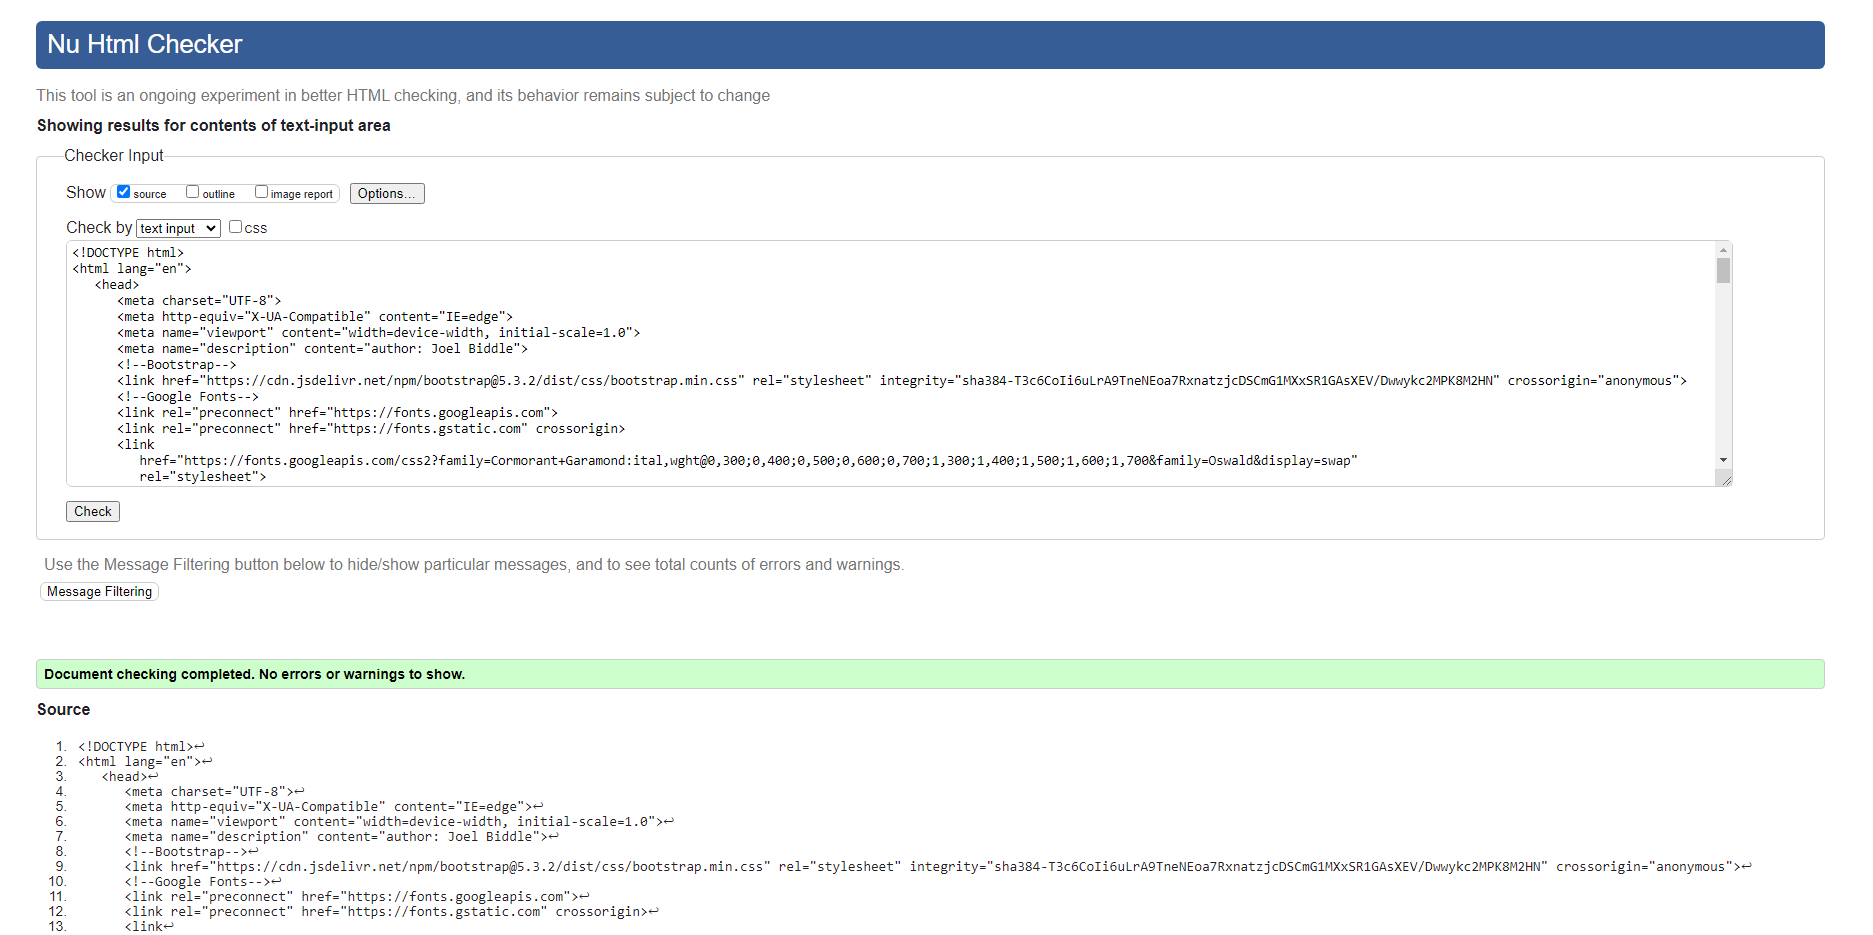 Nu Html Checker
This tool is an ongoing experiment in better HTML checking, and its behavior remains subject to change
Showing results for contents of text-input area
Checker Input
Show source outline image report Options...
Check by text input css
<!DOCTYPE html>
<html lang="en">
<head>
<meta charset="UTF-8">
<meta http-equiv="X-UA-Compatible" content="IE=edge">
<meta name="viewport" content="width=device-width, initial-scale=1.0">
<meta name="description" content="author: Joel Biddle">
<!--Bootstrap-->
<link href="https://cdn.jsdelivr.net/npm/bootstrap@5.3.2/dist/css/bootstrap.min.css" rel="stylesheet" integrity="sha384-T3c6CoIi6uLrA9TneNEoa7RxnatzjcDSCmG1MXxSR1GAsXEV/Dwwykc2MPK8M2HN" crossorigin="anonymous">
<!--Google Fonts-->
<link rel="preconnect" href="https://fonts.googleapis.com">
<link rel="preconnect" href="https://fonts.gstatic.com" crossorigin>
<link
href="https://fonts.googleapis.com/css2?family=Cormorant+Garamond:ital,wght@0,300;0,400;0,500;0,600;0,700;1,300;1,400;1,500;1,600;1,700&family=Oswald&display=swap"
rel="stylesheet">
Check
Use the Message Filtering button below to hide/show particular messages, and to see total counts of errors and warnings.
Message Filtering
Document checking completed. No errors or warnings to show.
Source
1. <!DOCTYPE html>↩
2. <html lang="en">↩
3. <head>↩
4. <meta charset="UTF-8">↩
5. <meta http-equiv="X-UA-Compatible" content="IE=edge">↩
6. <meta name="viewport" content="width=device-width, initial-scale=1.0">↩
7. <meta name="description" content="author: Joel Biddle">↩
8. <!--Bootstrap-->↩
9. <link href="https://cdn.jsdelivr.net/npm/bootstrap@5.3.2/dist/css/bootstrap.min.css" rel="stylesheet" integrity="sha384-T3c6CoIi6uLrA9TneNEoa7RxnatzjcDSCmG1MXxSR1GAsXEV/Dwwykc2MPK8M2HN" crossorigin="anonymous">↩
10. <!--Google Fonts-->↩
11. <link rel="preconnect" href="https://fonts.googleapis.com">↩
12. <link rel="preconnect" href="https://fonts.gstatic.com" crossorigin>↩
13. <link↩